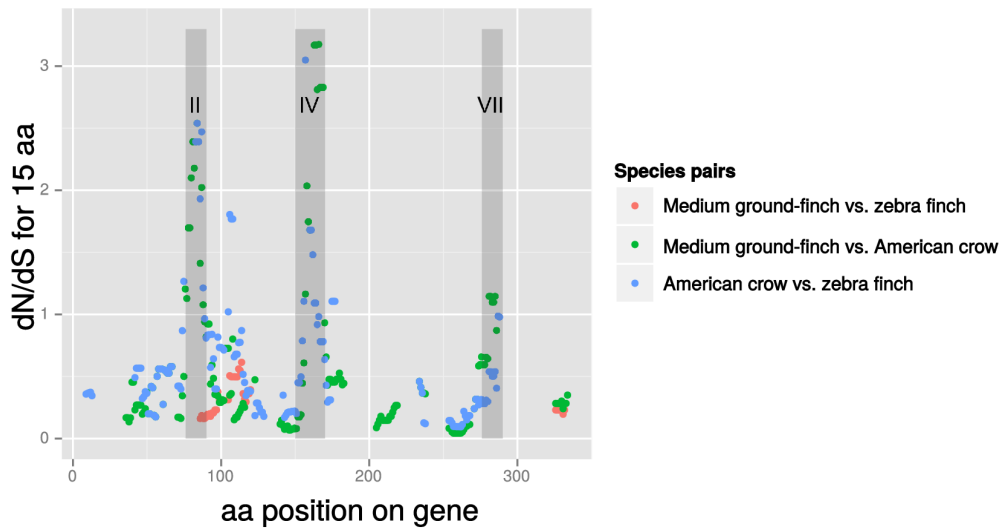 dN/dS for 15 aa
3
2
1
0
II
IV
VII
0
100
200
300
aa position on gene
Species pairs
Medium ground-finch vs. zebra finch
Medium ground-finch vs. American crow
American crow vs. zebra finch